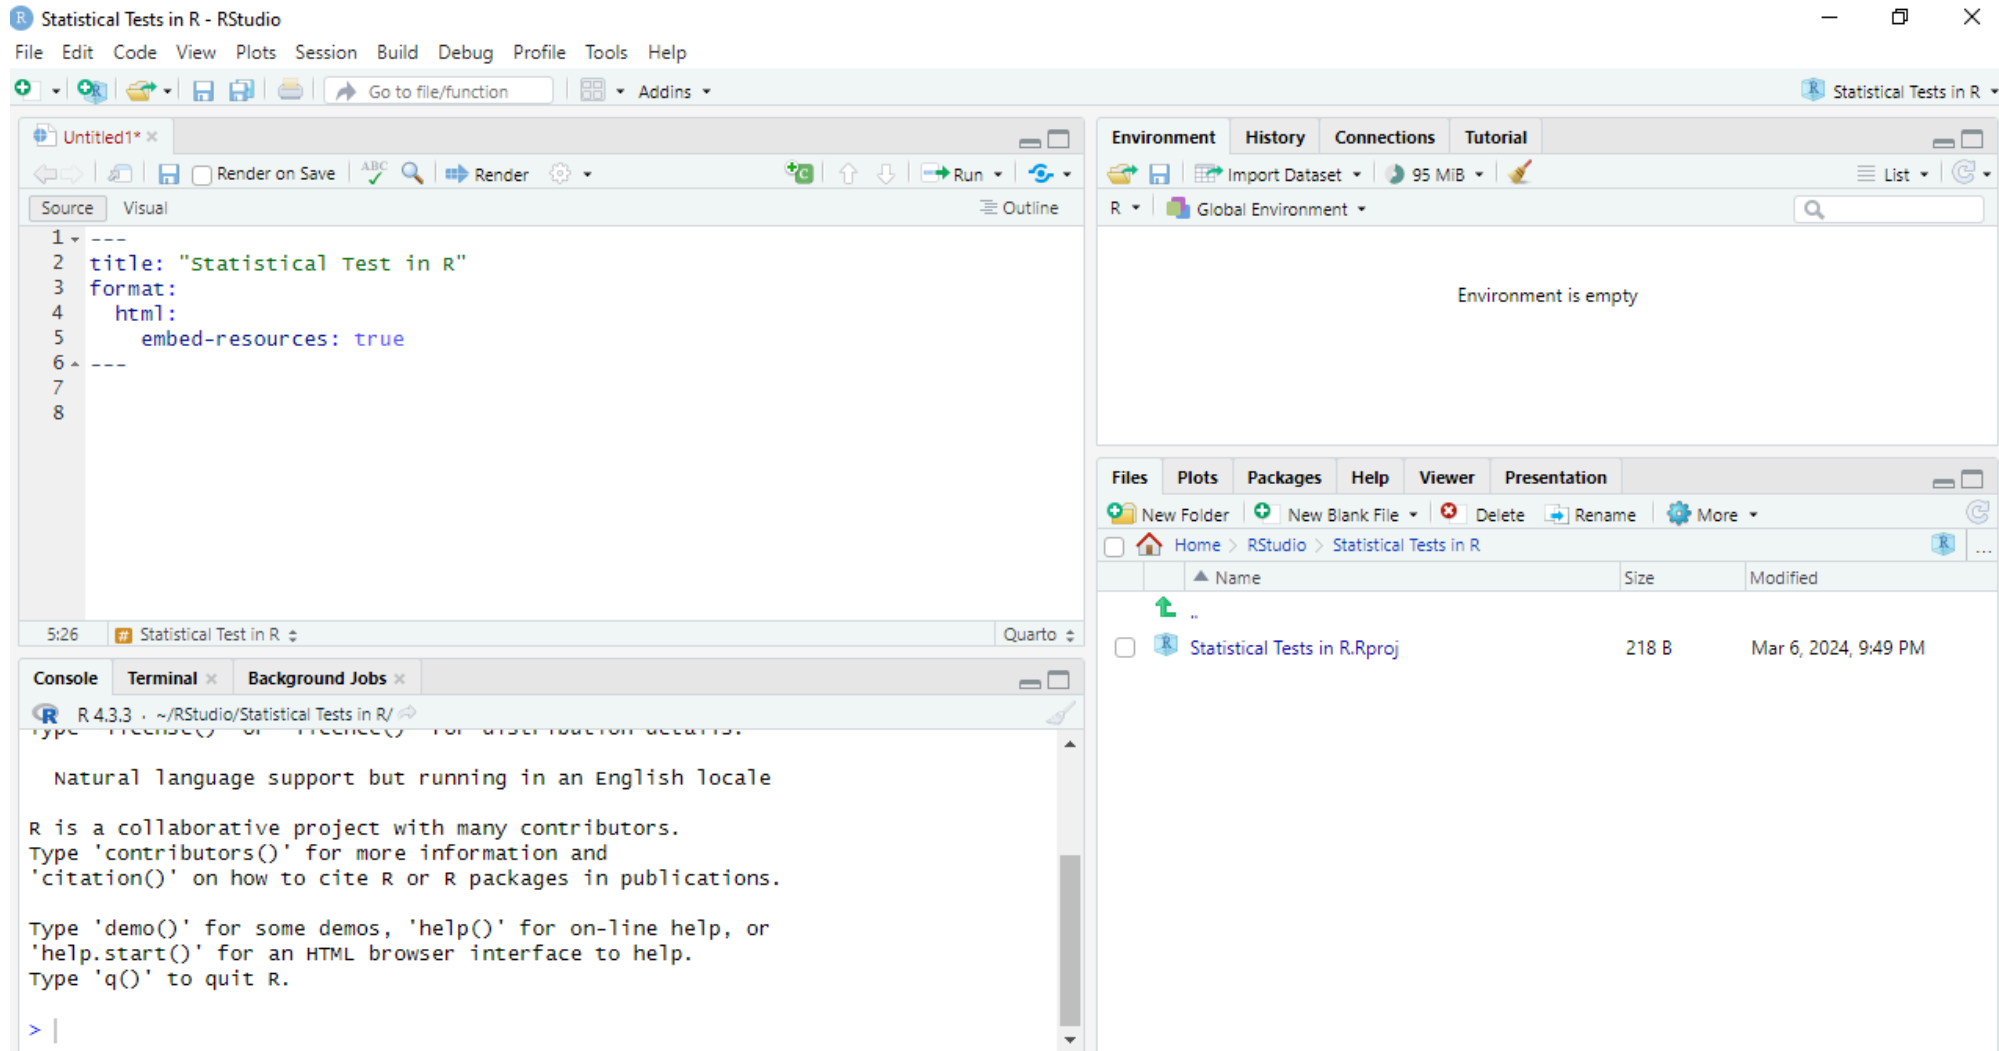 Statistical Tests in R - RStudio
File Edit Code View Plots Session Build Debug Profile Tools Help
Go to file/function Addins Statistical Tests in R
Untitled1*
Render on Save ABC Render Run
Source Visual Outline
1 ---
2 title: "Statistical Test in R"
3 format:
4 html:
5 embed-resources: true
6 ---
7
8
5:26 # Statistical Test in R Quarto
Console Terminal Background Jobs
R R 4.3.3 · ~/RStudio/Statistical Tests in R/
Type 'license()' or 'licence()' for distribution details.
Natural language support but running in an English locale
R is a collaborative project with many contributors.
Type 'contributors()' for more information and
'citation()' on how to cite R or R packages in publications.
Type 'demo()' for some demos, 'help()' for on-line help, or
'help.start()' for an HTML browser interface to help.
Type 'q()' to quit R.
>
Environment History Connections Tutorial
Import Dataset 95 MiB List
R Global Environment
Environment is empty
Files Plots Packages Help Viewer Presentation
New Folder New Blank File Delete Rename More
Home > RStudio > Statistical Tests in R ...
Name Size Modified
..
Statistical Tests in R.Rproj 218 B Mar 6, 2024, 9:49 PM